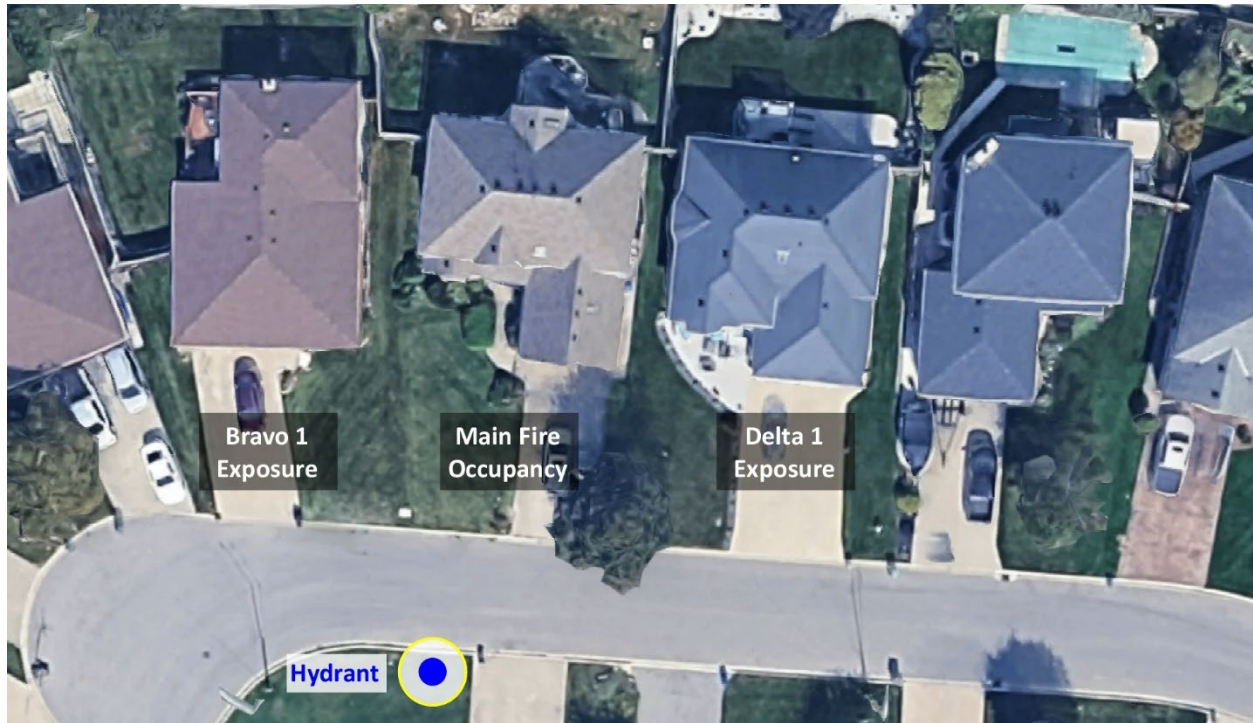 Bravo 1
Exposure
Main Fire
Occupancy
Delta 1
Exposure
Hydrant